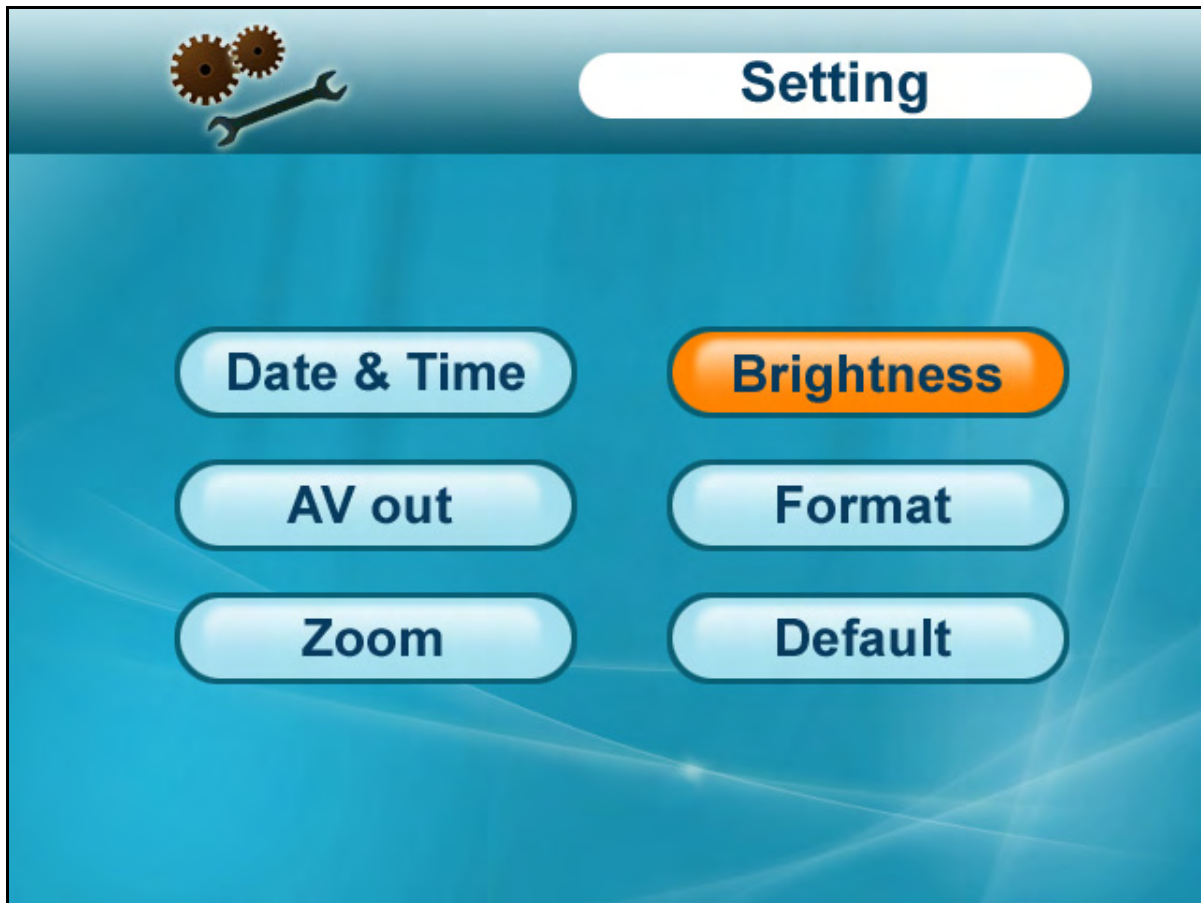 Setting
Date & Time
Brightness
AV out
Format
Zoom
Default